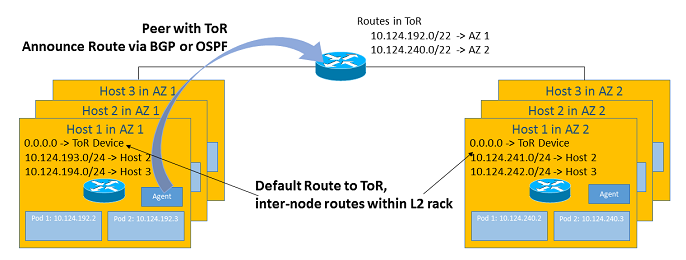 Peer with ToR
Announce Route via BGP or OSPF
Routes in ToR
10.124.192.0/22 -> AZ 1
10.124.240.0/22 -> AZ 2
Host 3 in AZ 1
Host 2 in AZ 1
Host 1 in AZ 1
0.0.0.0 -> ToR Device
10.124.193.0/24 -> Host 2
10.124.194.0/24 -> Host 3
Agent
Pod 1: 10.124.192.2
Pod 2: 10.124.192.3
Default Route to ToR,
inter-node routes within L2 rack
Host 3 in AZ 2
Host 2 in AZ 2
Host 1 in AZ 2
0.0.0.0 -> ToR Device
10.124.241.0/24 -> Host 2
10.124.242.0/24 -> Host 3
Agent
Pod 1: 10.124.240.2
Pod 2: 10.124.240.3